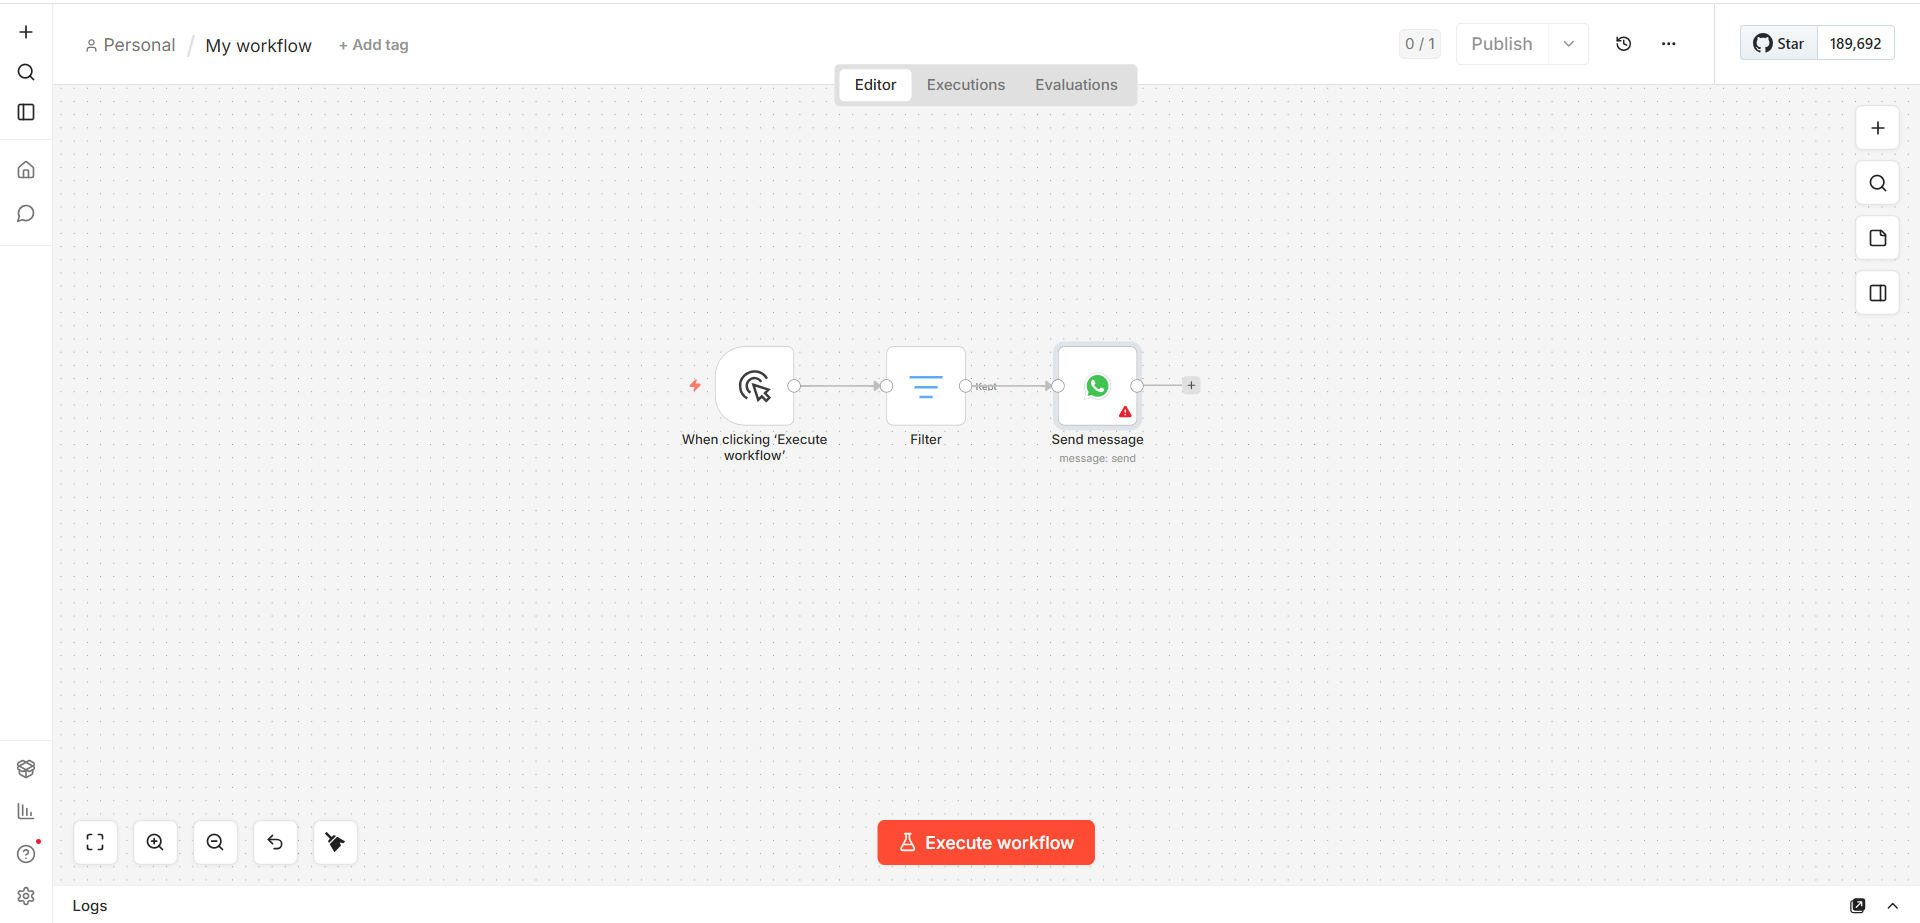 Personal / My workflow + Add tag
0 / 1
Publish
Star 189,692
Editor Executions Evaluations
Kept
When clicking ‘Execute
workflow’
Filter
Send message
message: send
Execute workflow
Logs